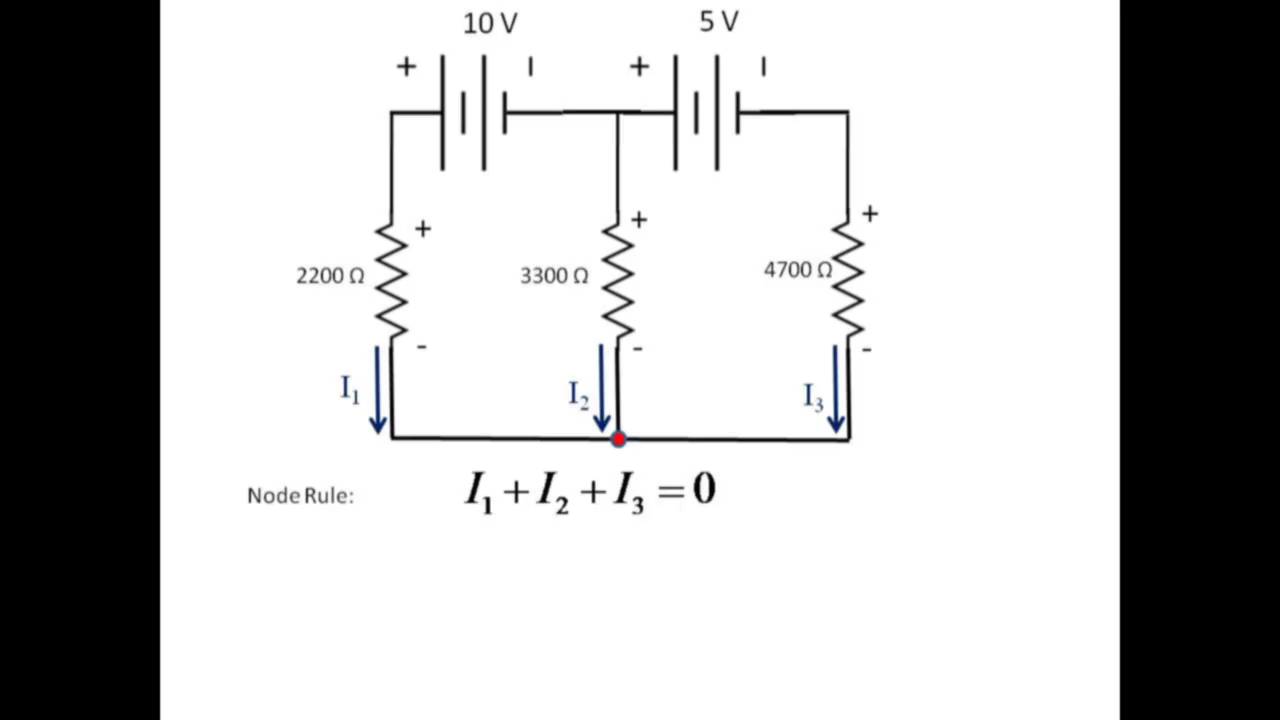 10 V 5 V
+ - + -
+ + +
2200 Ω 3300 Ω 4700 Ω
- - -
I₁ I₂ I₃
Node Rule: I₁ + I₂ + I₃ = 0